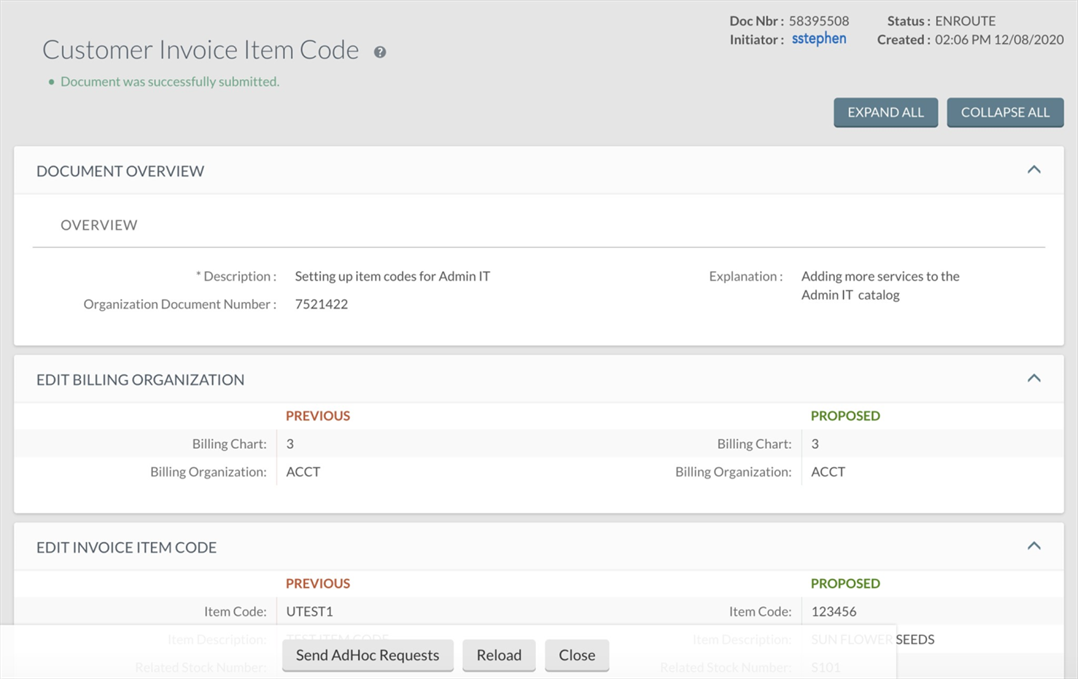 Doc Nbr : 58395508 Status : ENROUTE
Initiator : sstephen Created : 02:06 PM 12/08/2020
Customer Invoice Item Code ?
• Document was successfully submitted.
EXPAND ALL COLLAPSE ALL
DOCUMENT OVERVIEW
OVERVIEW
* Description : Setting up item codes for Admin IT Explanation : Adding more services to the
Admin IT catalog
Organization Document Number : 7521422
EDIT BILLING ORGANIZATION
PREVIOUS PROPOSED
Billing Chart: 3 Billing Chart: 3
Billing Organization: ACCT Billing Organization: ACCT
EDIT INVOICE ITEM CODE
PREVIOUS PROPOSED
Item Code: UTEST1 Item Code: 123456
Item Description: TEST ITEM CODE Item Description: SUN FLOWER SEEDS
Related Stock Number: Related Stock Number: S101
Send AdHoc Requests Reload Close